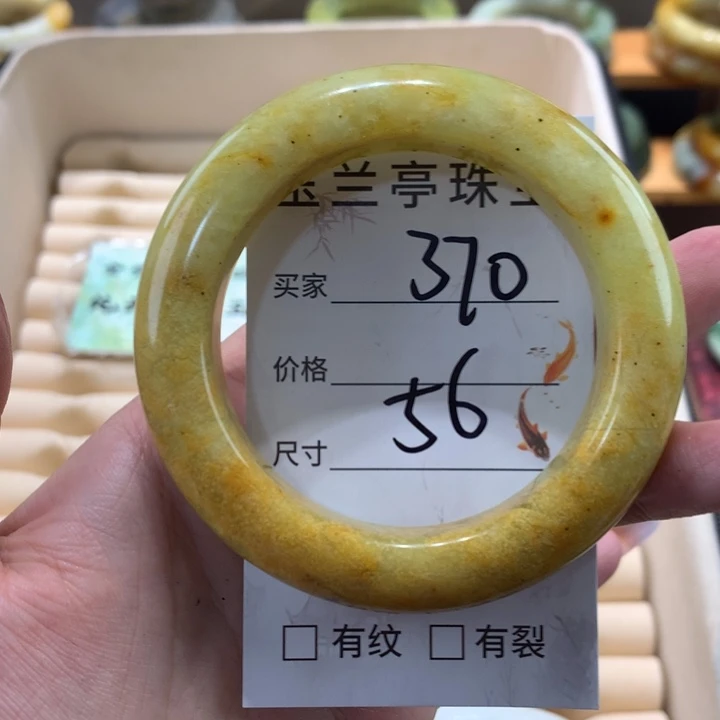 玉兰亭珠宝
买家 370
价格 56
尺寸
□ 有纹 □ 有裂